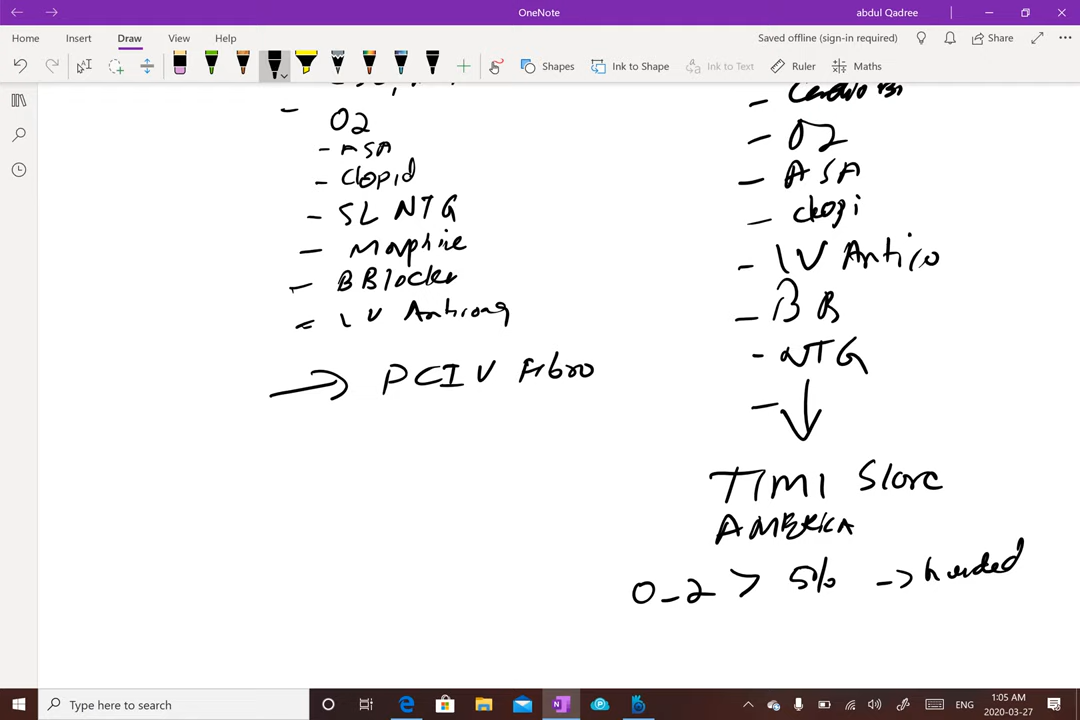 OneNote
abdul Qadree
Home Insert Draw View Help
Saved offline (sign-in required)
Share
Shapes
Ink to Shape
Ink to Text
Ruler
Maths
O2
- ASA
- Clopid
- SL NTG
- Morphine
- BBlocker
- IV Anticoag
→ PCI V Fibro
- O2
- ASA
- clopi
- IV Antico
- BB
- NTG
-
TIMI Score
AMERICA
0-2 > 5%
Type here to search
ENG
1:05 AM
2020-03-27